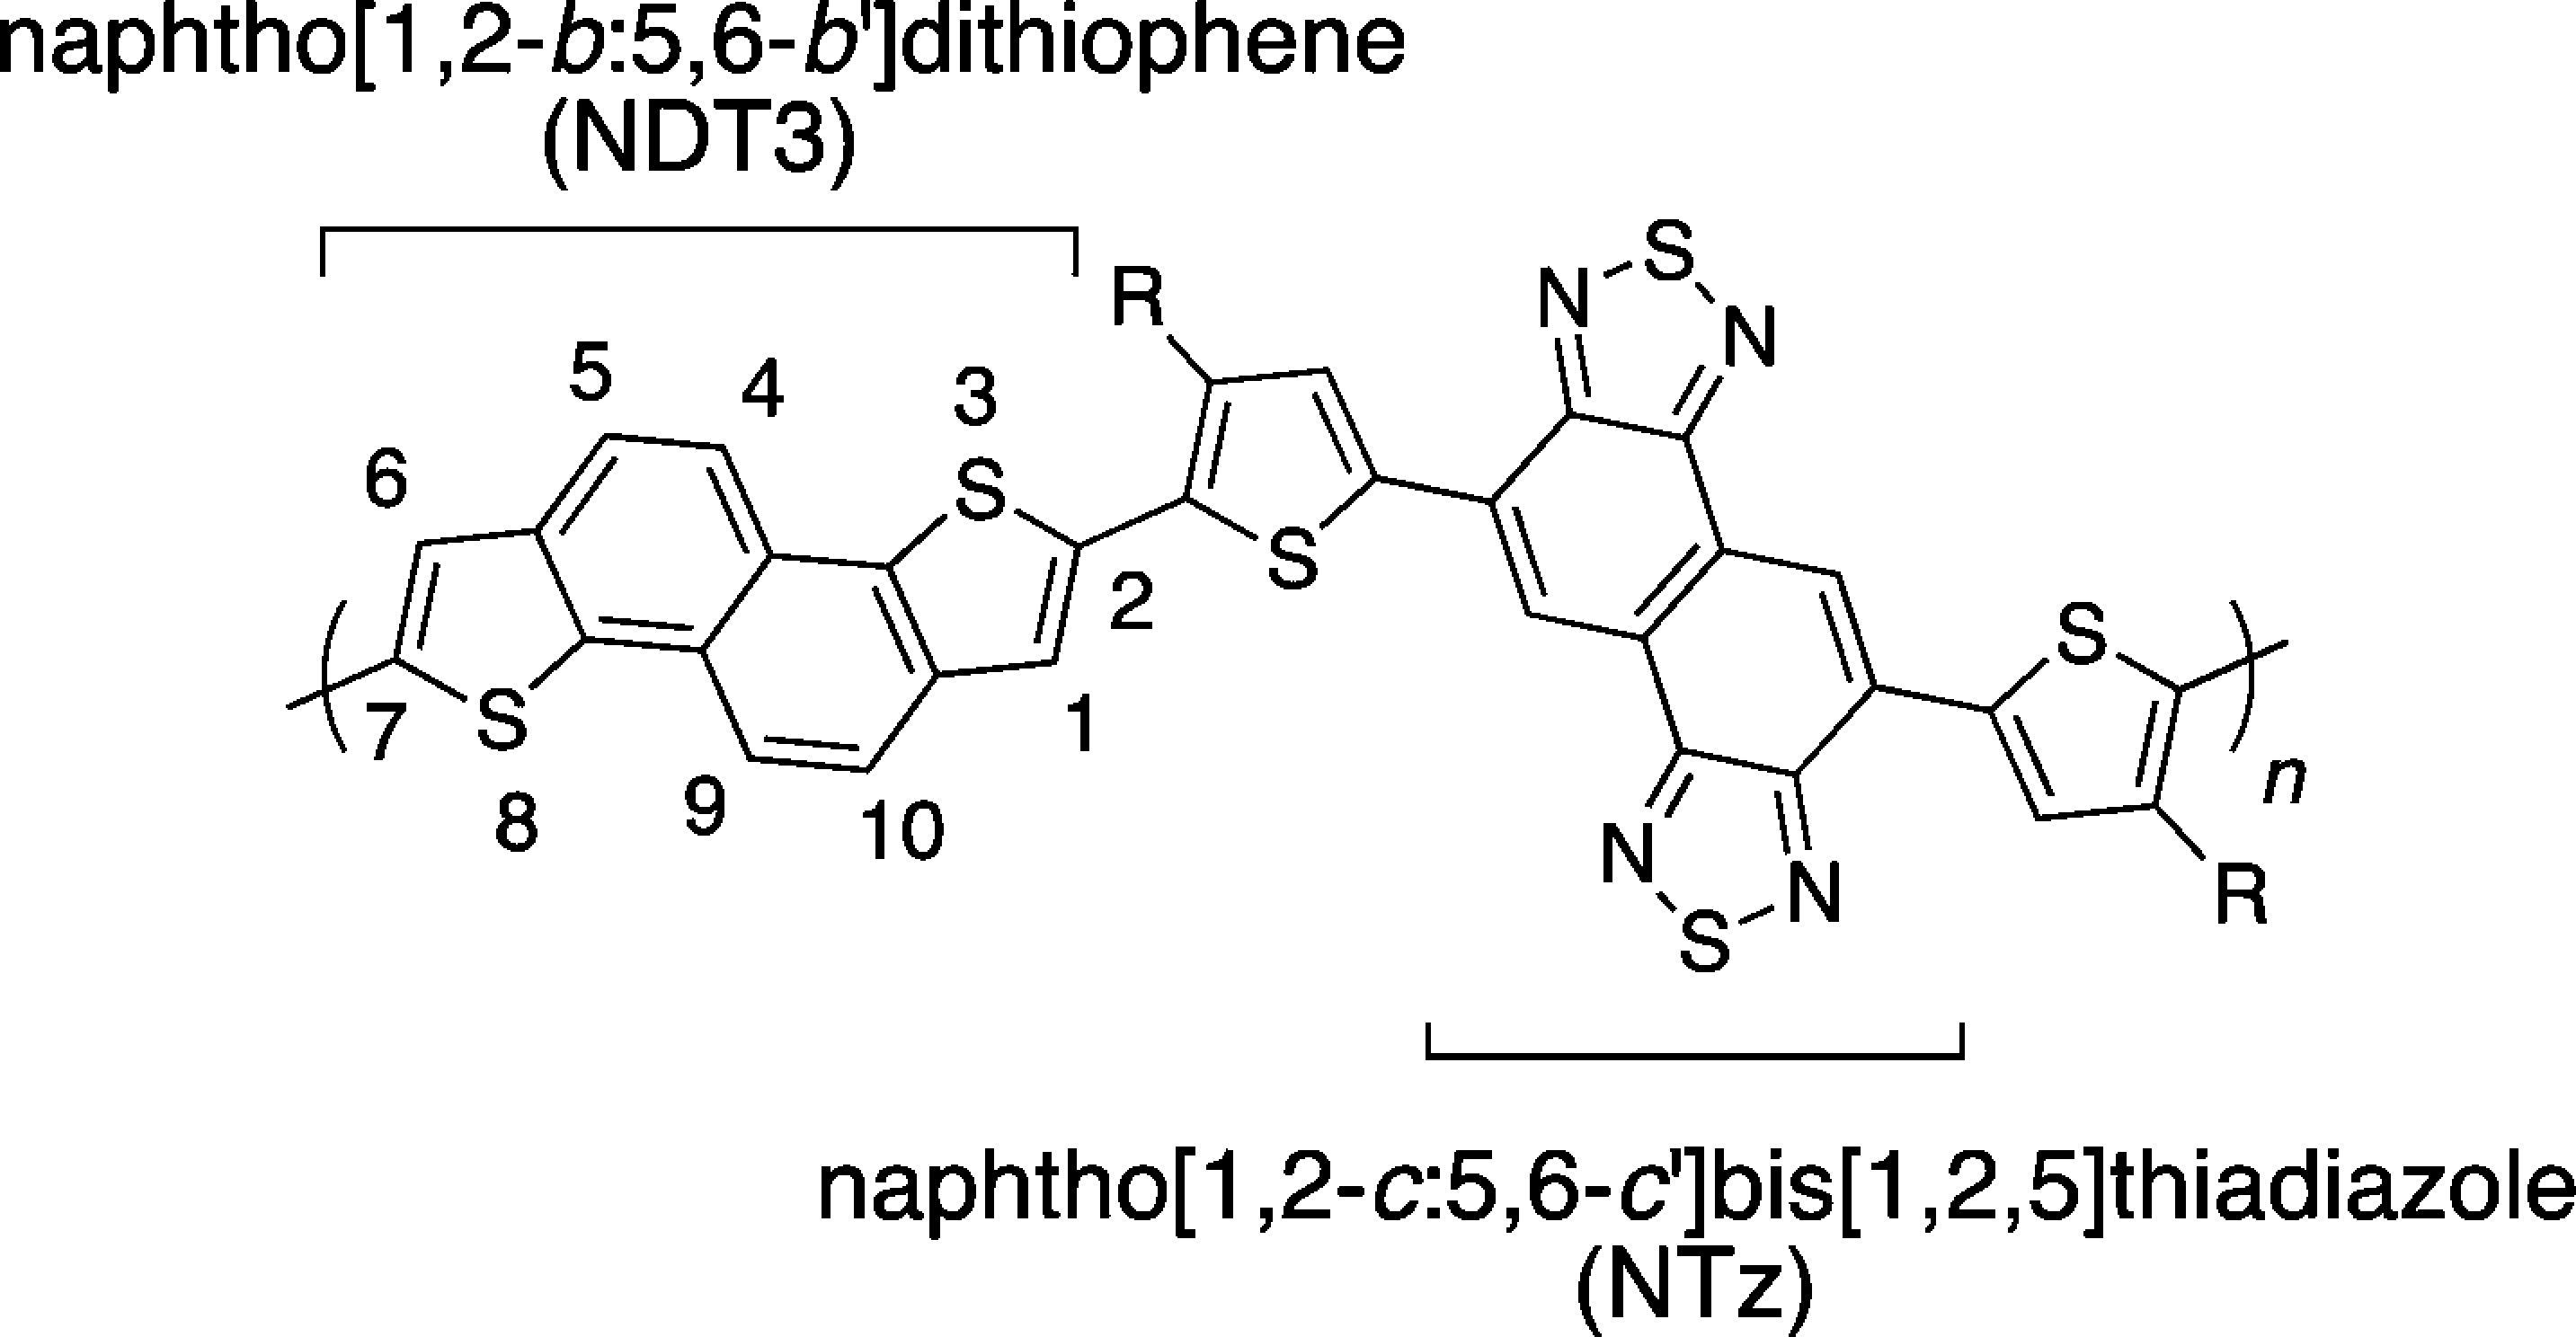 naphtho[1,2-b:5,6-b']dithiophene
(NDT3)
R
N
S
N
5
4
3
6
S
S
2
S
7
S
1
8
9
10
n
N
N
S
R
naphtho[1,2-c:5,6-c']bis[1,2,5]thiadiazole
(NTz)